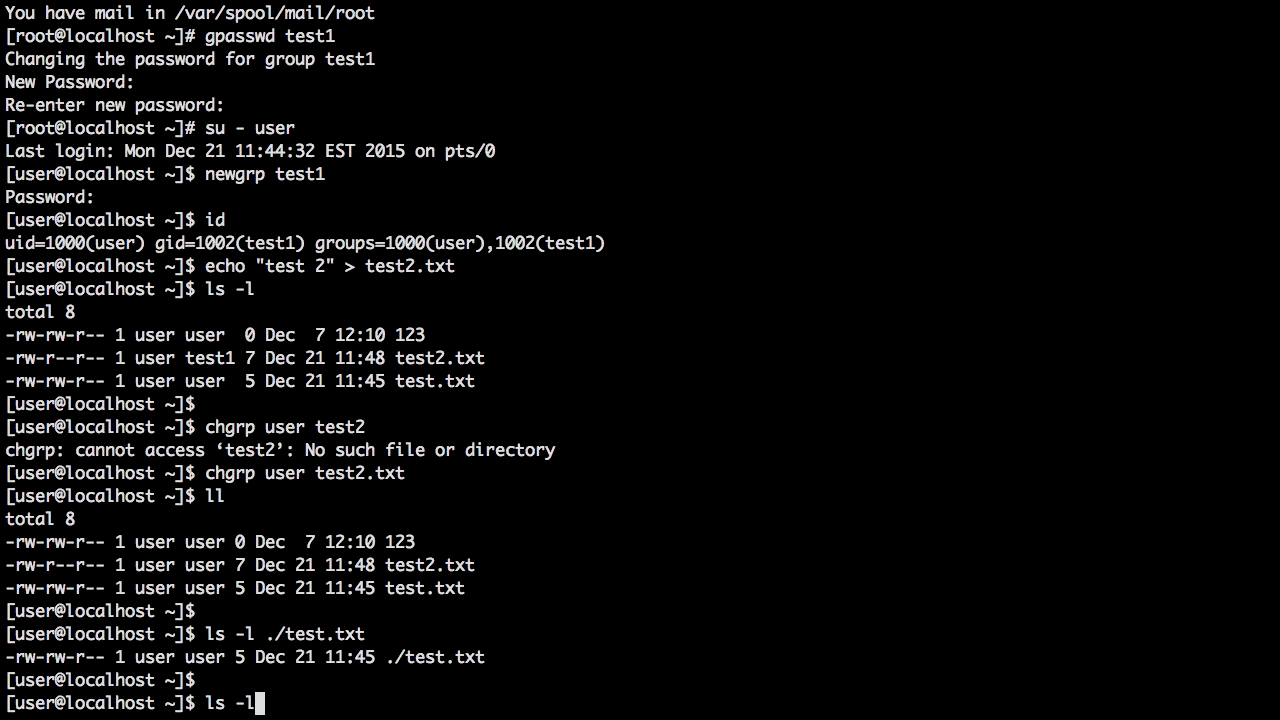 You have mail in /var/spool/mail/root
[root@localhost ~]# gpasswd test1
Changing the password for group test1
New Password:
Re-enter new password:
[root@localhost ~]# su - user
Last login: Mon Dec 21 11:44:32 EST 2015 on pts/0
[user@localhost ~]$ newgrp test1
Password:
[user@localhost ~]$ id
uid=1000(user) gid=1002(test1) groups=1000(user),1002(test1)
[user@localhost ~]$ echo "test 2" > test2.txt
[user@localhost ~]$ ls -l
total 8
-rw-rw-r-- 1 user user  0 Dec  7 12:10 123
-rw-r--r-- 1 user test1 7 Dec 21 11:48 test2.txt
-rw-rw-r-- 1 user user  5 Dec 21 11:45 test.txt
[user@localhost ~]$
[user@localhost ~]$ chgrp user test2
chgrp: cannot access ‘test2’: No such file or directory
[user@localhost ~]$ chgrp user test2.txt
[user@localhost ~]$ ll
total 8
-rw-rw-r-- 1 user user 0 Dec  7 12:10 123
-rw-r--r-- 1 user user 7 Dec 21 11:48 test2.txt
-rw-rw-r-- 1 user user 5 Dec 21 11:45 test.txt
[user@localhost ~]$
[user@localhost ~]$ ls -l ./test.txt
-rw-rw-r-- 1 user user 5 Dec 21 11:45 ./test.txt
[user@localhost ~]$
[user@localhost ~]$ ls -l